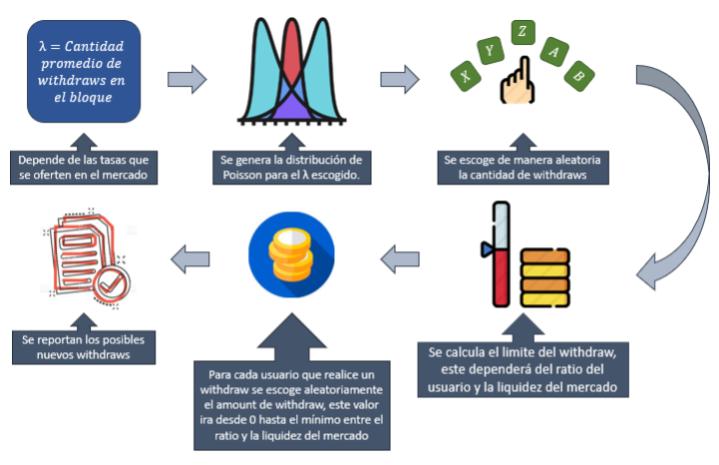 λ = Cantidad
promedio de
withdraws en
el bloque
X
Y
Z
A
B
Depende de las tasas que
se oferten en el mercado
Se genera la distribución de
Poisson para el λ escogido.
Se escoge de manera aleatoria
la cantidad de withdraws
Se calcula el limite del withdraw,
este dependerá del ratio del
usuario y la liquidez del mercado
Para cada usuario que realice un
withdraw se escoge aleatoriamente
el amount de withdraw, este valor
ira desde 0 hasta el mínimo entre el
ratio y la liquidez del mercado
Se reportan los posibles
nuevos withdraws